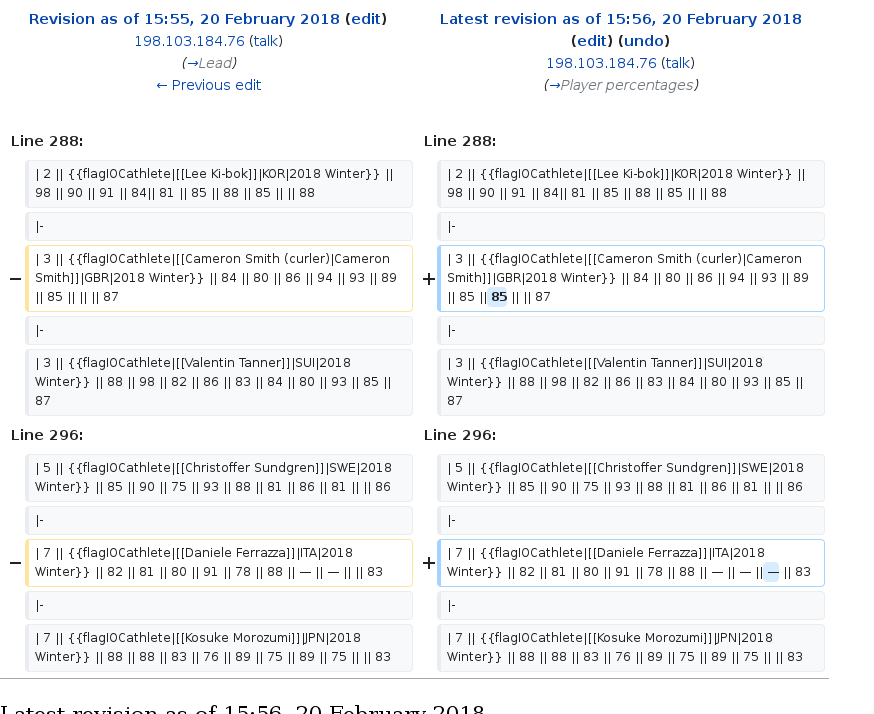 Revision as of 15:55, 20 February 2018 (edit)
198.103.184.76 (talk)
(→Lead)
← Previous edit
Latest revision as of 15:56, 20 February 2018
(edit) (undo)
198.103.184.76 (talk)
(→Player percentages)
Line 288:
Line 288:
| 2 || {{flagIOCathlete|[[Lee Ki-bok]]|KOR|2018 Winter}} ||
98 || 90 || 91 || 84|| 81 || 85 || 88 || 85 || || 88
| 2 || {{flagIOCathlete|[[Lee Ki-bok]]|KOR|2018 Winter}} ||
98 || 90 || 91 || 84|| 81 || 85 || 88 || 85 || || 88
|-
|-
− | 3 || {{flagIOCathlete|[[Cameron Smith (curler)|Cameron
Smith]]|GBR|2018 Winter}} || 84 || 80 || 86 || 94 || 93 || 89
|| 85 || || || 87
+ | 3 || {{flagIOCathlete|[[Cameron Smith (curler)|Cameron
Smith]]|GBR|2018 Winter}} || 84 || 80 || 86 || 94 || 93 || 89
|| 85 || 85 || || 87
|-
|-
| 3 || {{flagIOCathlete|[[Valentin Tanner]]|SUI|2018
Winter}} || 88 || 98 || 82 || 86 || 83 || 84 || 80 || 93 || 85 ||
87
| 3 || {{flagIOCathlete|[[Valentin Tanner]]|SUI|2018
Winter}} || 88 || 98 || 82 || 86 || 83 || 84 || 80 || 93 || 85 ||
87
Line 296:
Line 296:
| 5 || {{flagIOCathlete|[[Christoffer Sundgren]]|SWE|2018
Winter}} || 85 || 90 || 75 || 93 || 88 || 81 || 86 || 81 || || 86
| 5 || {{flagIOCathlete|[[Christoffer Sundgren]]|SWE|2018
Winter}} || 85 || 90 || 75 || 93 || 88 || 81 || 86 || 81 || || 86
|-
|-
− | 7 || {{flagIOCathlete|[[Daniele Ferrazza]]|ITA|2018
Winter}} || 82 || 81 || 80 || 91 || 78 || 88 || — || — || || 83
+ | 7 || {{flagIOCathlete|[[Daniele Ferrazza]]|ITA|2018
Winter}} || 82 || 81 || 80 || 91 || 78 || 88 || — || — || — || 83
|-
|-
| 7 || {{flagIOCathlete|[[Kosuke Morozumi]]|JPN|2018
Winter}} || 88 || 88 || 83 || 76 || 89 || 75 || 89 || 75 || || 83
| 7 || {{flagIOCathlete|[[Kosuke Morozumi]]|JPN|2018
Winter}} || 88 || 88 || 83 || 76 || 89 || 75 || 89 || 75 || || 83
Latest revision as of 15:56, 20 February 2018